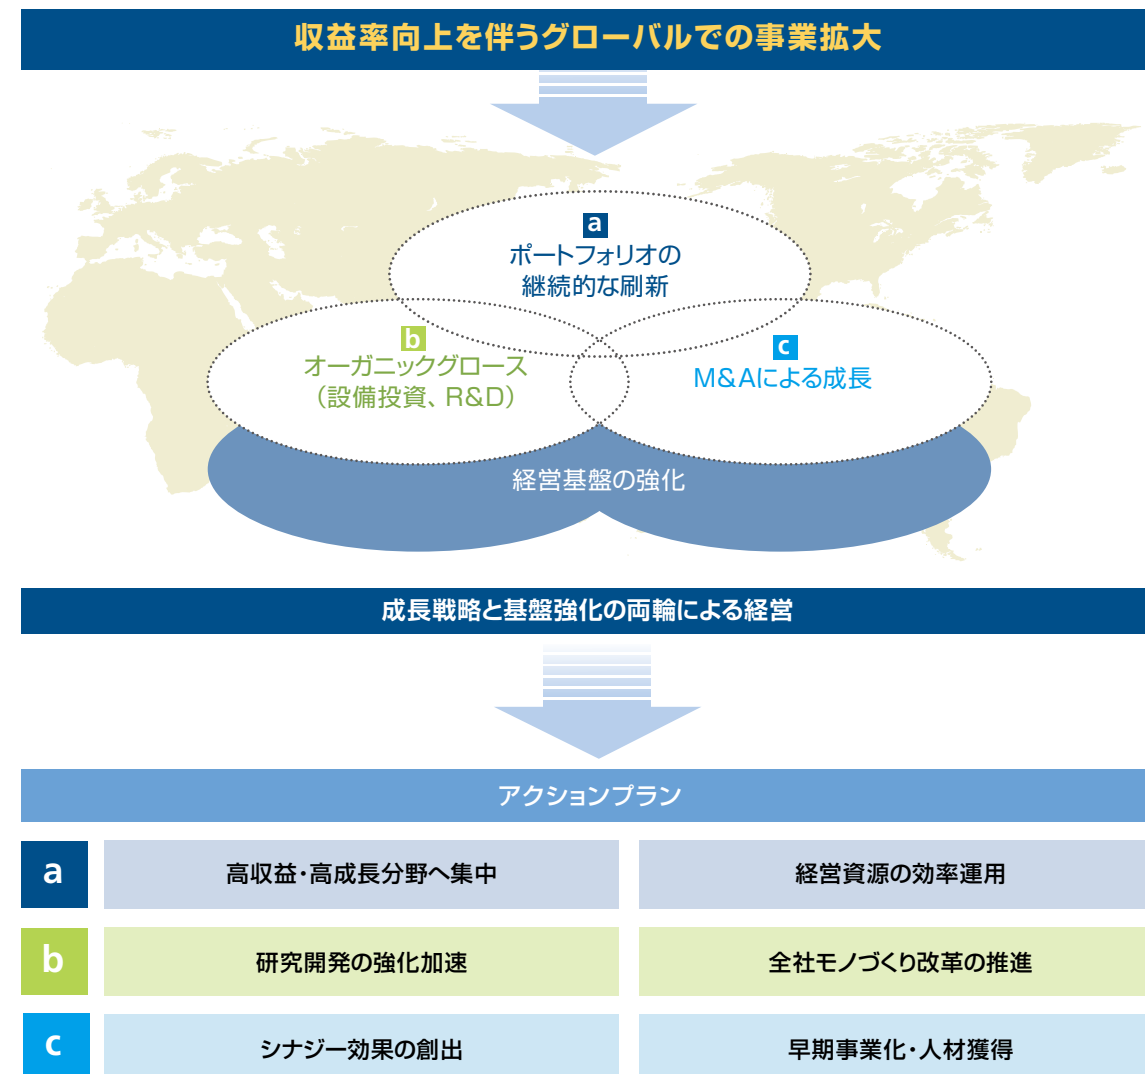 収益率向上を伴うグローバルでの事業拡大
a
ポートフォリオの
継続的な刷新
b
オーガニックグロース
（設備投資、R&D）
c
M&Aによる成長
経営基盤の強化
成長戦略と基盤強化の両輪による経営
アクションプラン
a
高収益・高成長分野へ集中
経営資源の効率運用
b
研究開発の強化加速
全社モノづくり改革の推進
c
シナジー効果の創出
早期事業化・人材獲得